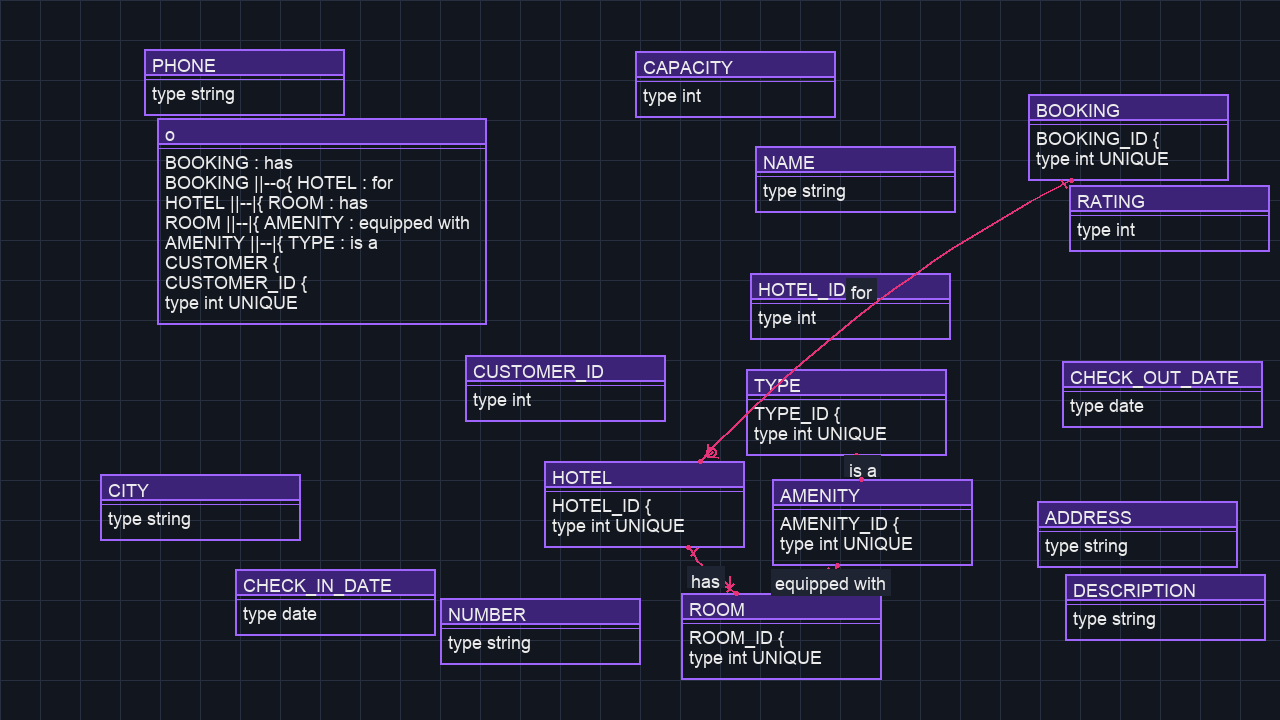 PHONE
type string
CAPACITY
type int
BOOKING
BOOKING_ID {
type int UNIQUE
o
BOOKING : has
BOOKING ||--o{ HOTEL : for
HOTEL ||--|{ ROOM : has
ROOM ||--|{ AMENITY : equipped with
AMENITY ||--|{ TYPE : is a
CUSTOMER {
CUSTOMER_ID {
type int UNIQUE
NAME
type string
RATING
type int
HOTEL_ID
for
type int
CUSTOMER_ID
type int
TYPE
TYPE_ID {
type int UNIQUE
CHECK_OUT_DATE
type date
is a
HOTEL
HOTEL_ID {
type int UNIQUE
AMENITY
AMENITY_ID {
type int UNIQUE
CITY
type string
ADDRESS
type string
has
equipped with
CHECK_IN_DATE
type date
NUMBER
type string
ROOM
ROOM_ID {
type int UNIQUE
DESCRIPTION
type string